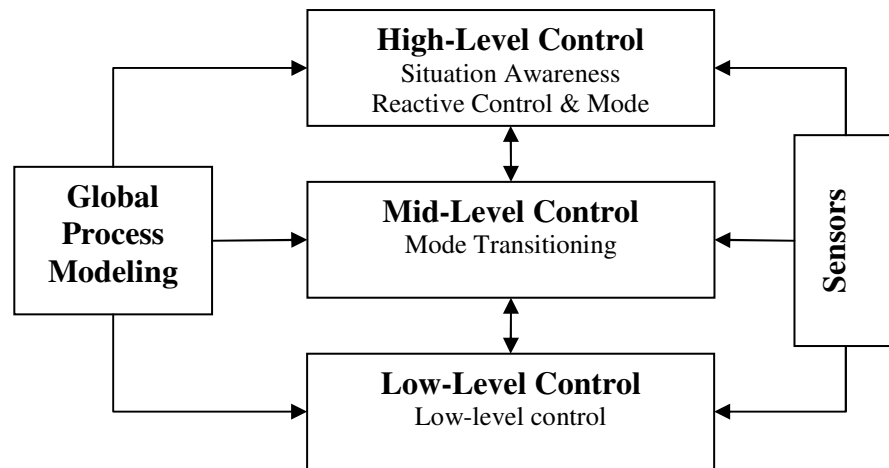 High-Level Control
Situation Awareness
Reactive Control & Mode
Global
Process
Modeling
Mid-Level Control
Mode Transitioning
Sensors
Low-Level Control
Low-level control